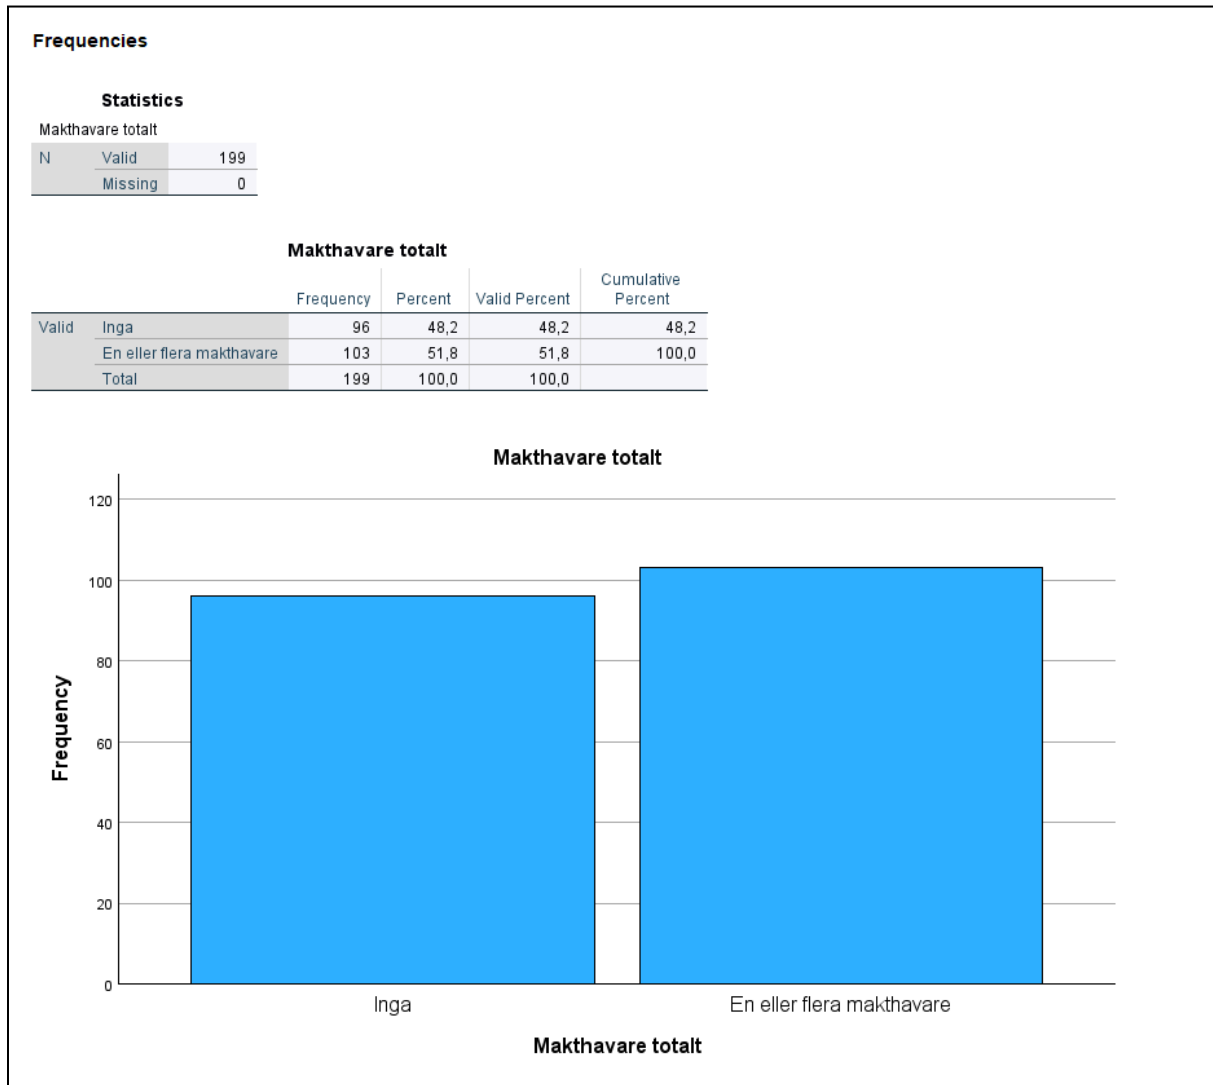 Frequencies
Statistics
Makthavare totalt
N Valid 199
Missing 0
Makthavare totalt
Frequency Percent Valid Percent Cumulative Percent
Valid Inga 96 48,2 48,2 48,2
En eller flera makthavare 103 51,8 51,8 100,0
Total 199 100,0 100,0
Makthavare totalt
120
100
80
60
40
20
0
Frequency
Inga En eller flera makthavare
Makthavare totalt